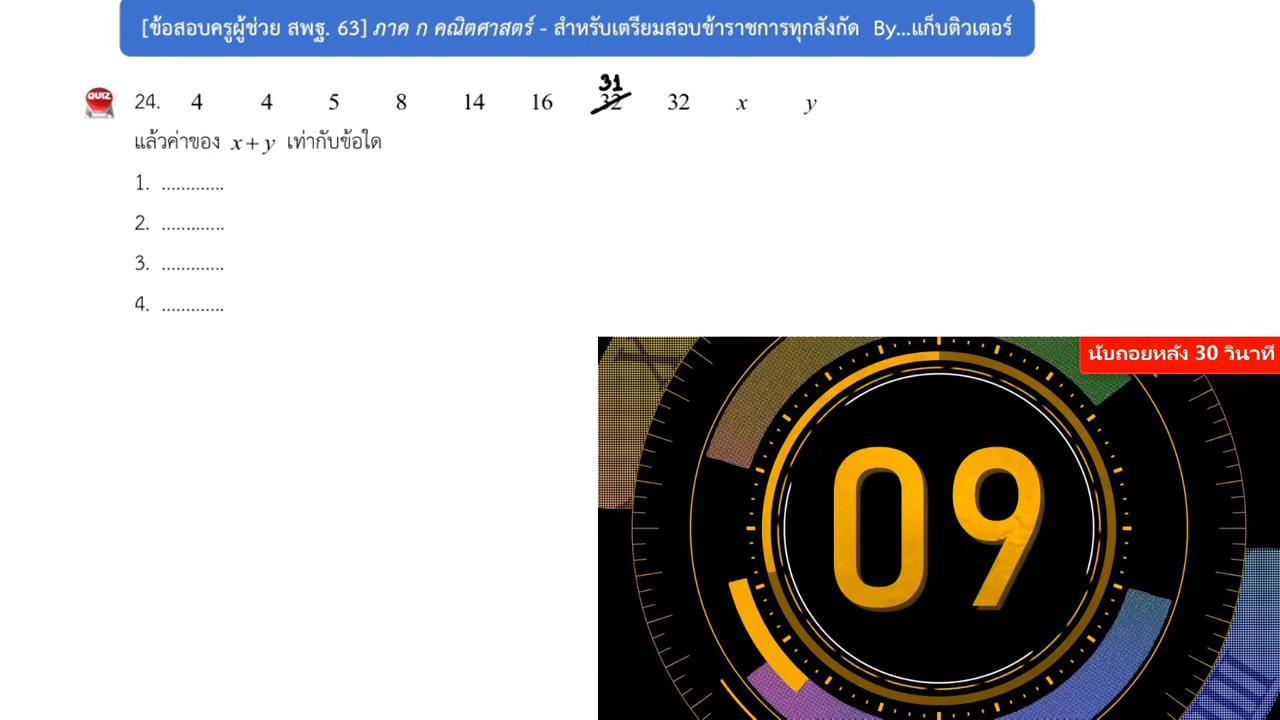 [ข้อสอบครูผู้ช่วย สพฐ. 63] ภาค ก คณิตศาสตร์ - สำหรับเตรียมสอบข้าราชการทุกสังกัด By...แก็บติวเตอร์
31
QUIZ 24. 4 4 5 8 14 16 32 32 x y
แล้วค่าของ x + y เท่ากับข้อใด
1. .............
2. .............
3. .............
4. .............
นับถอยหลัง 30 วินาที
09